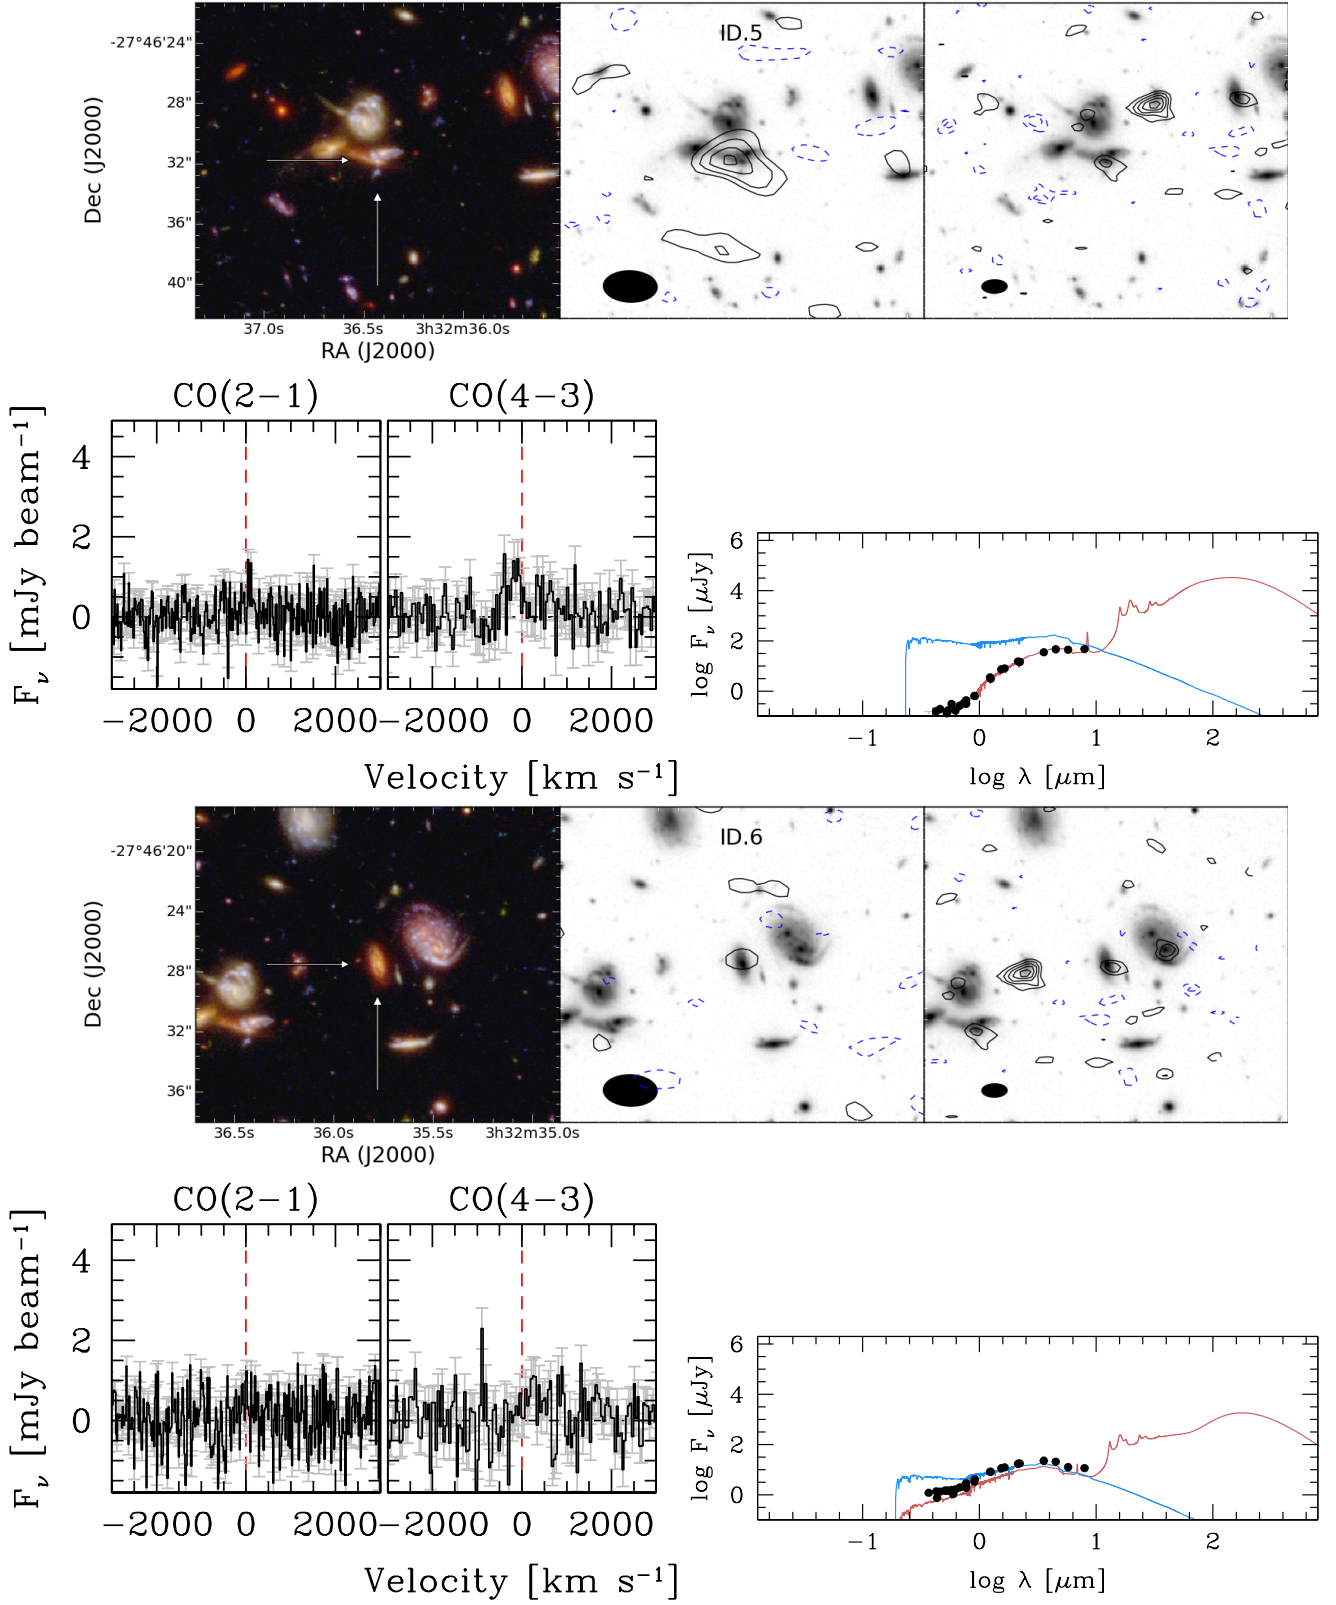 ID.5
-27°46'24"
28"
32"
36"
40"
Dec (J2000)
37.0s 36.5s 3h32m36.0s
RA (J2000)
CO(2−1) CO(4−3)
4
2
0
Fν [mJy beam⁻¹]
−2000 0 2000 −2000 0 2000
Velocity [km s⁻¹]
6
4
2
0
log Fν [μJy]
−1 0 1 2
log λ [μm]
ID.6
-27°46'20"
24"
28"
32"
36"
Dec (J2000)
36.5s 36.0s 35.5s 3h32m35.0s
RA (J2000)
CO(2−1) CO(4−3)
4
2
0
Fν [mJy beam⁻¹]
−2000 0 2000 −2000 0 2000
Velocity [km s⁻¹]
6
4
2
0
log Fν [μJy]
−1 0 1 2
log λ [μm]